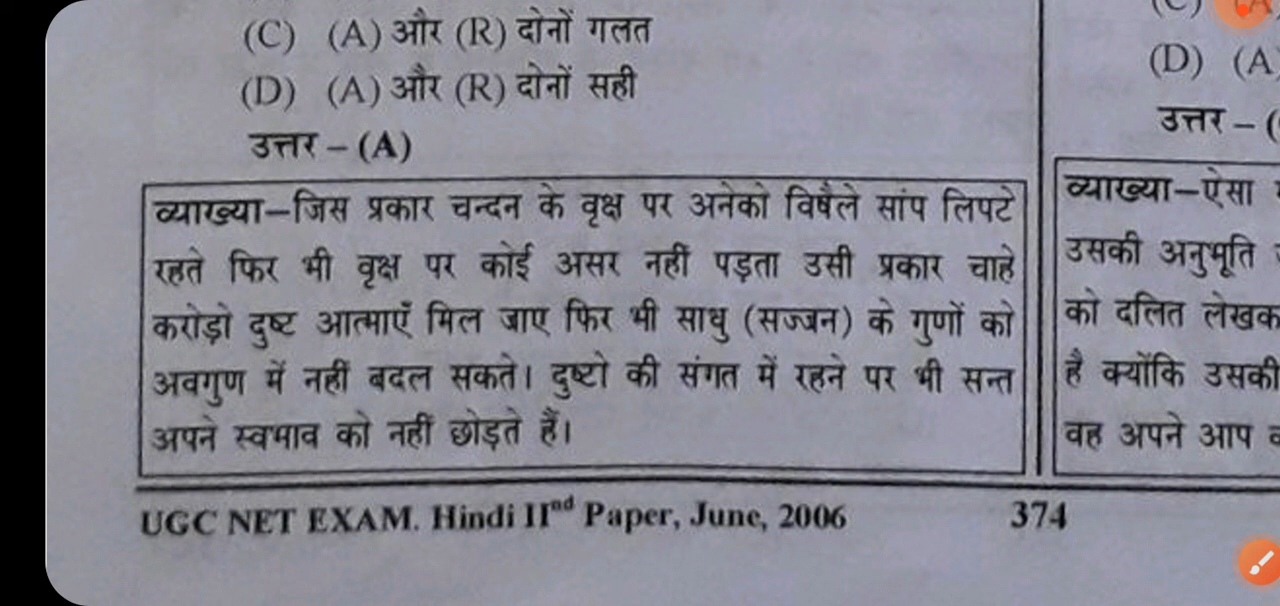 (C) (A) और (R) दोनों गलत
(D) (A) और (R) दोनों सही
उत्तर – (A)
व्याख्या–जिस प्रकार चन्दन के वृक्ष पर अनेको विषैले सांप लिपटे
रहते फिर भी वृक्ष पर कोई असर नहीं पड़ता उसी प्रकार चाहे
करोड़ो दुष्ट आत्माएँ मिल जाए फिर भी साधु (सज्जन) के गुणों को
अवगुण में नहीं बदल सकते। दुष्टो की संगत में रहने पर भी सन्त
अपने स्वभाव को नहीं छोड़ते हैं।
(D) (A)
उत्तर – (
व्याख्या–ऐसा
उसकी अनुभूति
को दलित लेखक
है क्योंकि उसकी
वह अपने आप
UGC NET EXAM. Hindi IInd Paper, June, 2006 374